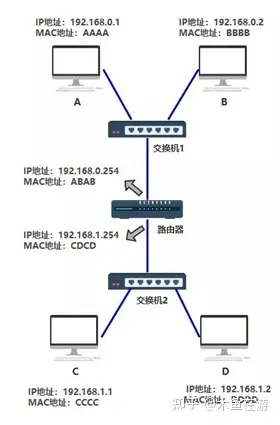 IP地址: 192.168.0.1
MAC地址: AAAA
IP地址: 192.168.0.2
MAC地址: BBBB
A
B
交换机1
IP地址: 192.168.0.254
MAC地址: ABAB
路由器
IP地址: 192.168.1.254
MAC地址: CDCD
交换机2
C
D
IP地址: 192.168.1.1
MAC地址: CCCC
IP地址: 192.168.1.2
MAC地址: DDDD
知乎